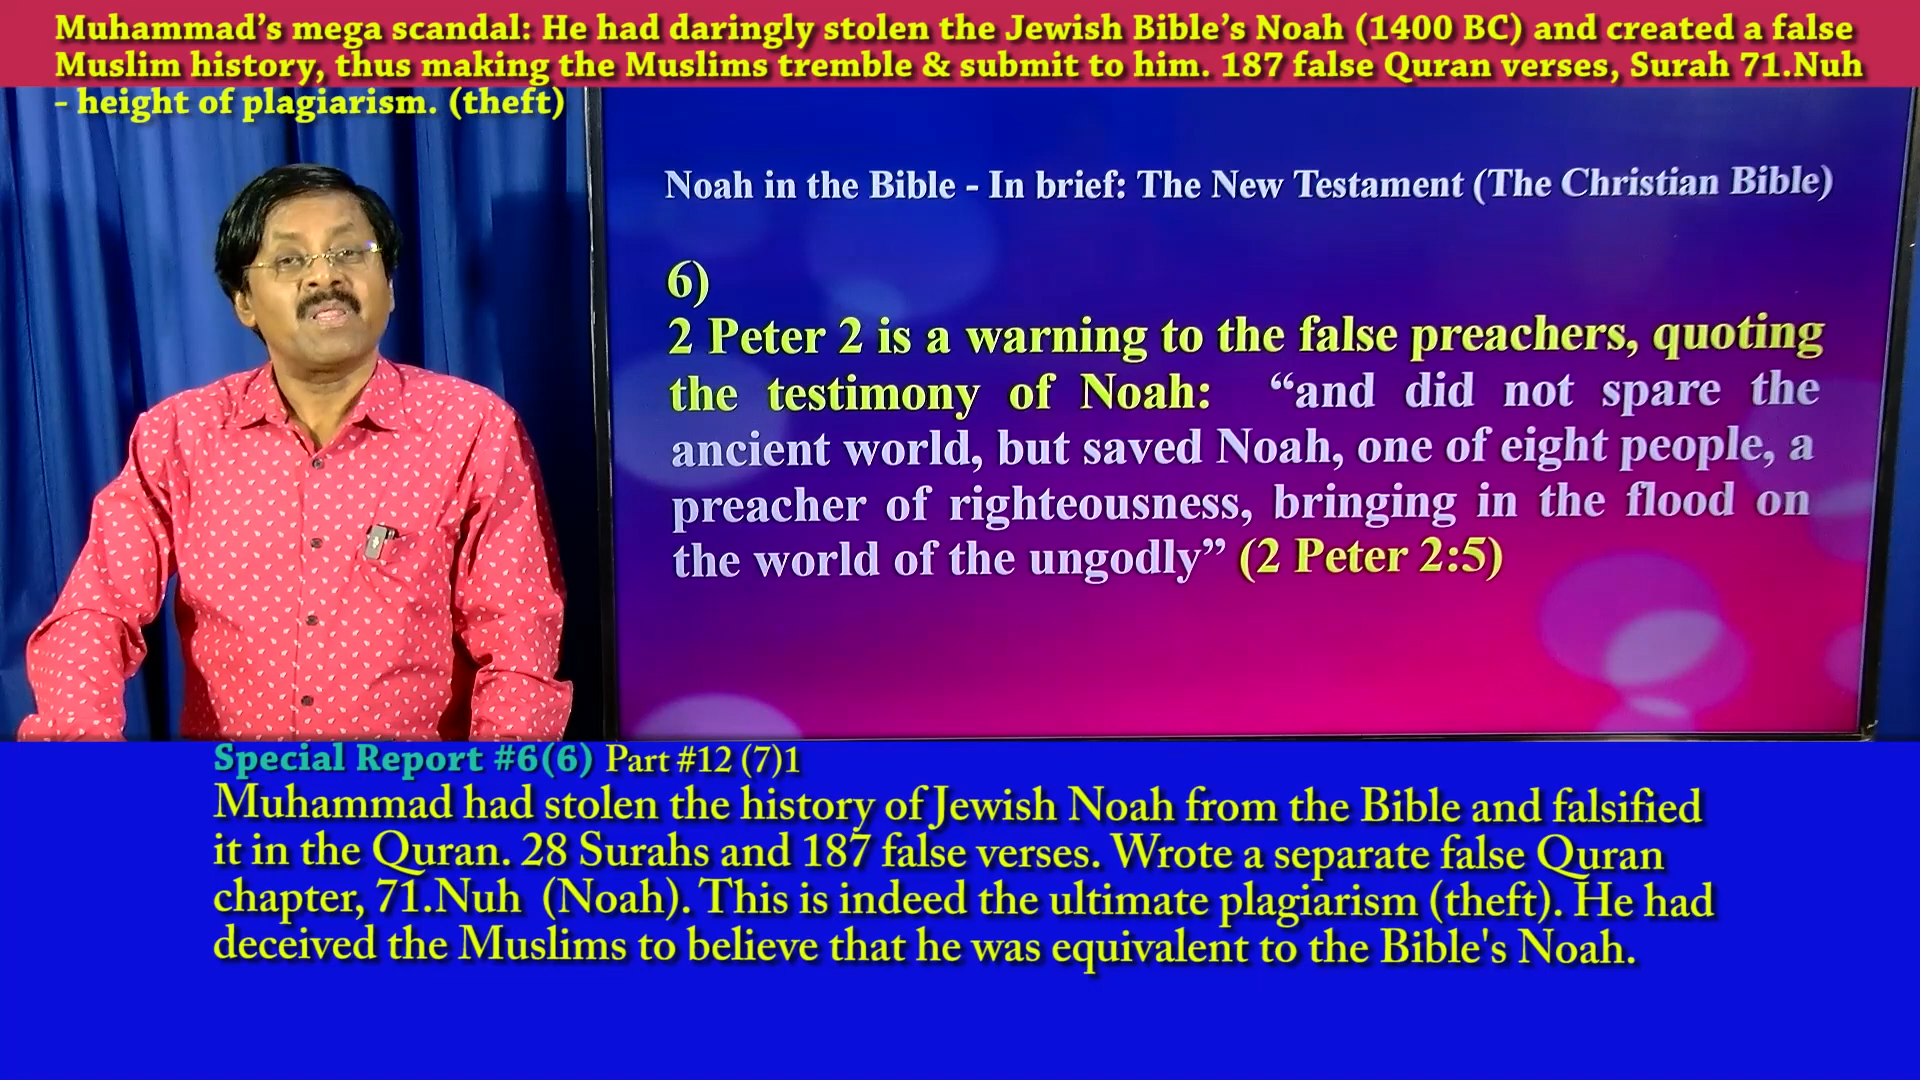 Muhammad’s mega scandal: He had daringly stolen the Jewish Bible’s Noah (1400 BC) and created a false
Muslim history, thus making the Muslims tremble & submit to him. 187 false Quran verses, Surah 71.Nuh
- height of plagiarism. (theft)
Noah in the Bible - In brief: The New Testament (The Christian Bible)
6)
2 Peter 2 is a warning to the false preachers, quoting
the testimony of Noah: “and did not spare the
ancient world, but saved Noah, one of eight people, a
preacher of righteousness, bringing in the flood on
the world of the ungodly” (2 Peter 2:5)
Special Report #6(6) Part #12 (7)1
Muhammad had stolen the history of Jewish Noah from the Bible and falsified
it in the Quran. 28 Surahs and 187 false verses. Wrote a separate false Quran
chapter, 71.Nuh (Noah). This is indeed the ultimate plagiarism (theft). He had
deceived the Muslims to believe that he was equivalent to the Bible's Noah.